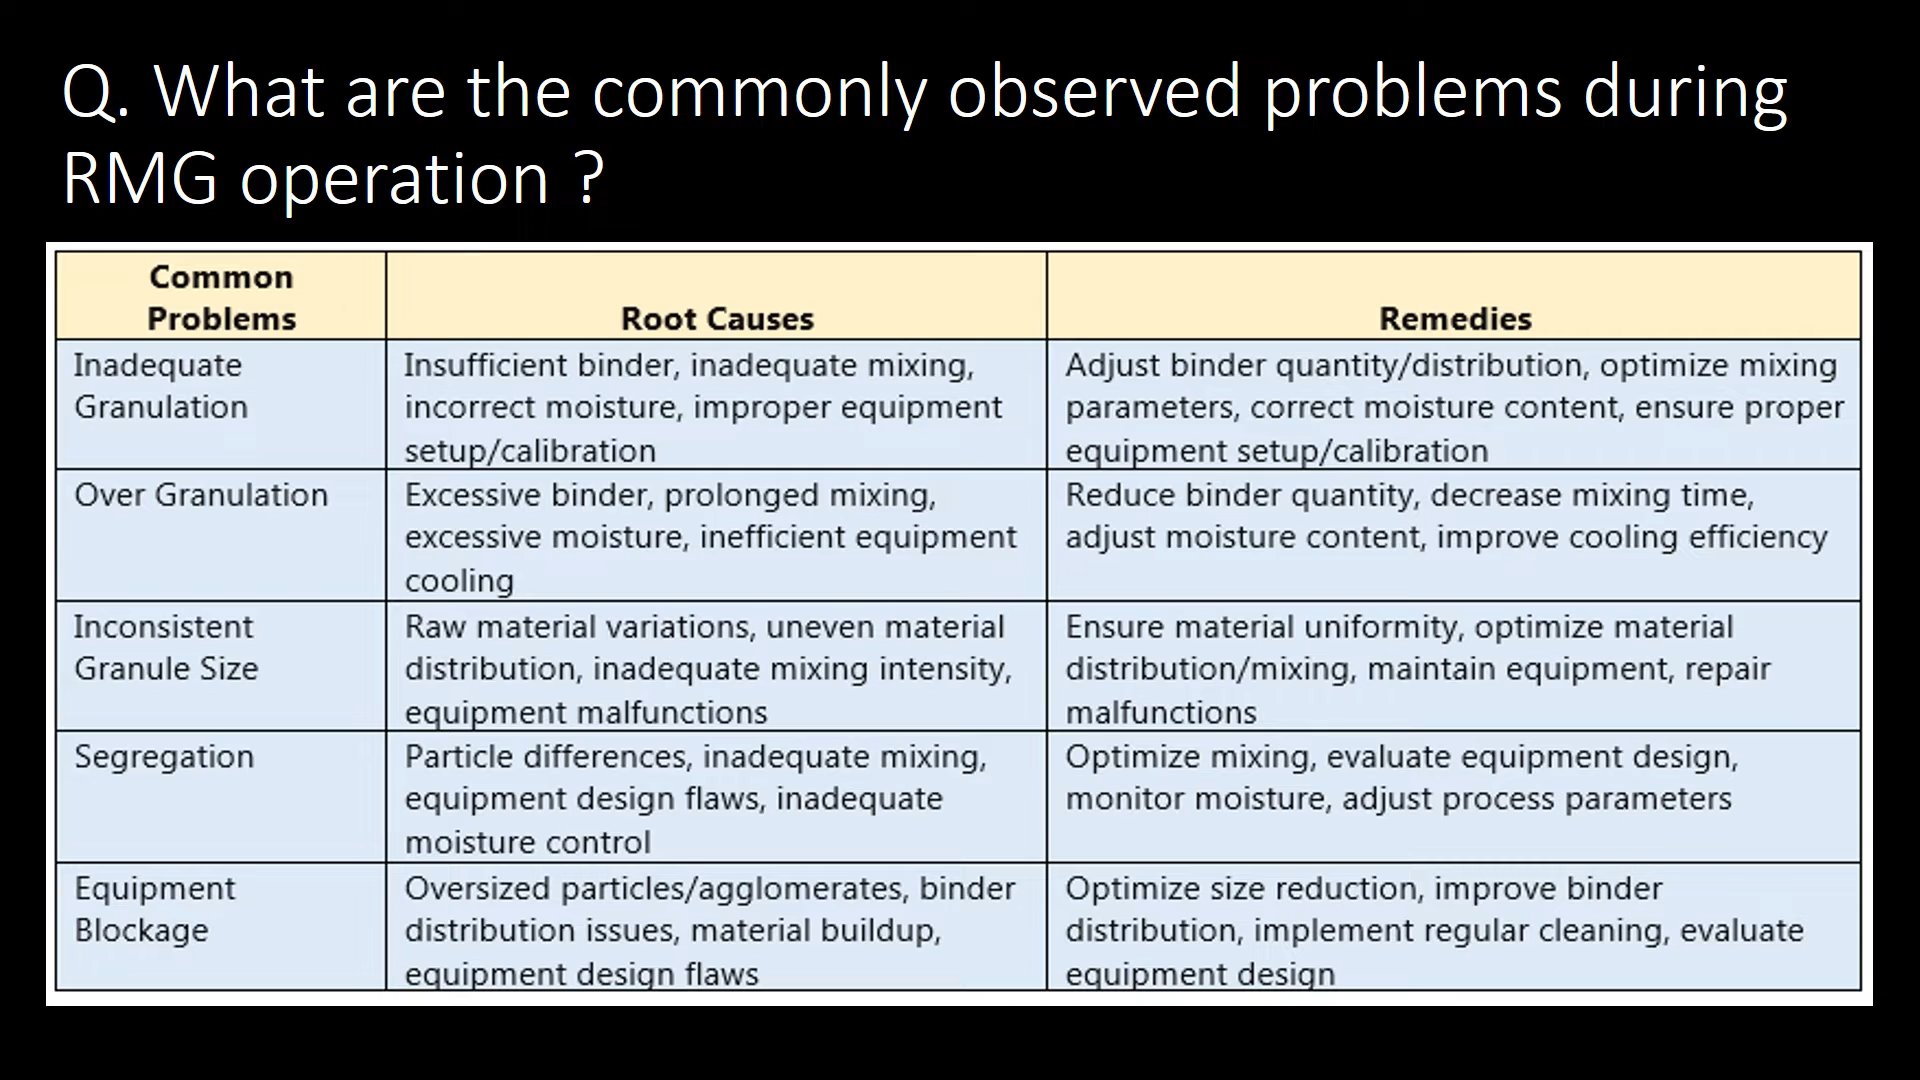 Q. What are the commonly observed problems during
RMG operation ?
Common
Problems
Root Causes
Remedies
Inadequate
Granulation
Insufficient binder, inadequate mixing,
incorrect moisture, improper equipment
setup/calibration
Adjust binder quantity/distribution, optimize mixing
parameters, correct moisture content, ensure proper
equipment setup/calibration
Over Granulation
Excessive binder, prolonged mixing,
excessive moisture, inefficient equipment
cooling
Reduce binder quantity, decrease mixing time,
adjust moisture content, improve cooling efficiency
Inconsistent
Granule Size
Raw material variations, uneven material
distribution, inadequate mixing intensity,
equipment malfunctions
Ensure material uniformity, optimize material
distribution/mixing, maintain equipment, repair
malfunctions
Segregation
Particle differences, inadequate mixing,
equipment design flaws, inadequate
moisture control
Optimize mixing, evaluate equipment design,
monitor moisture, adjust process parameters
Equipment
Blockage
Oversized particles/agglomerates, binder
distribution issues, material buildup,
equipment design flaws
Optimize size reduction, improve binder
distribution, implement regular cleaning, evaluate
equipment design